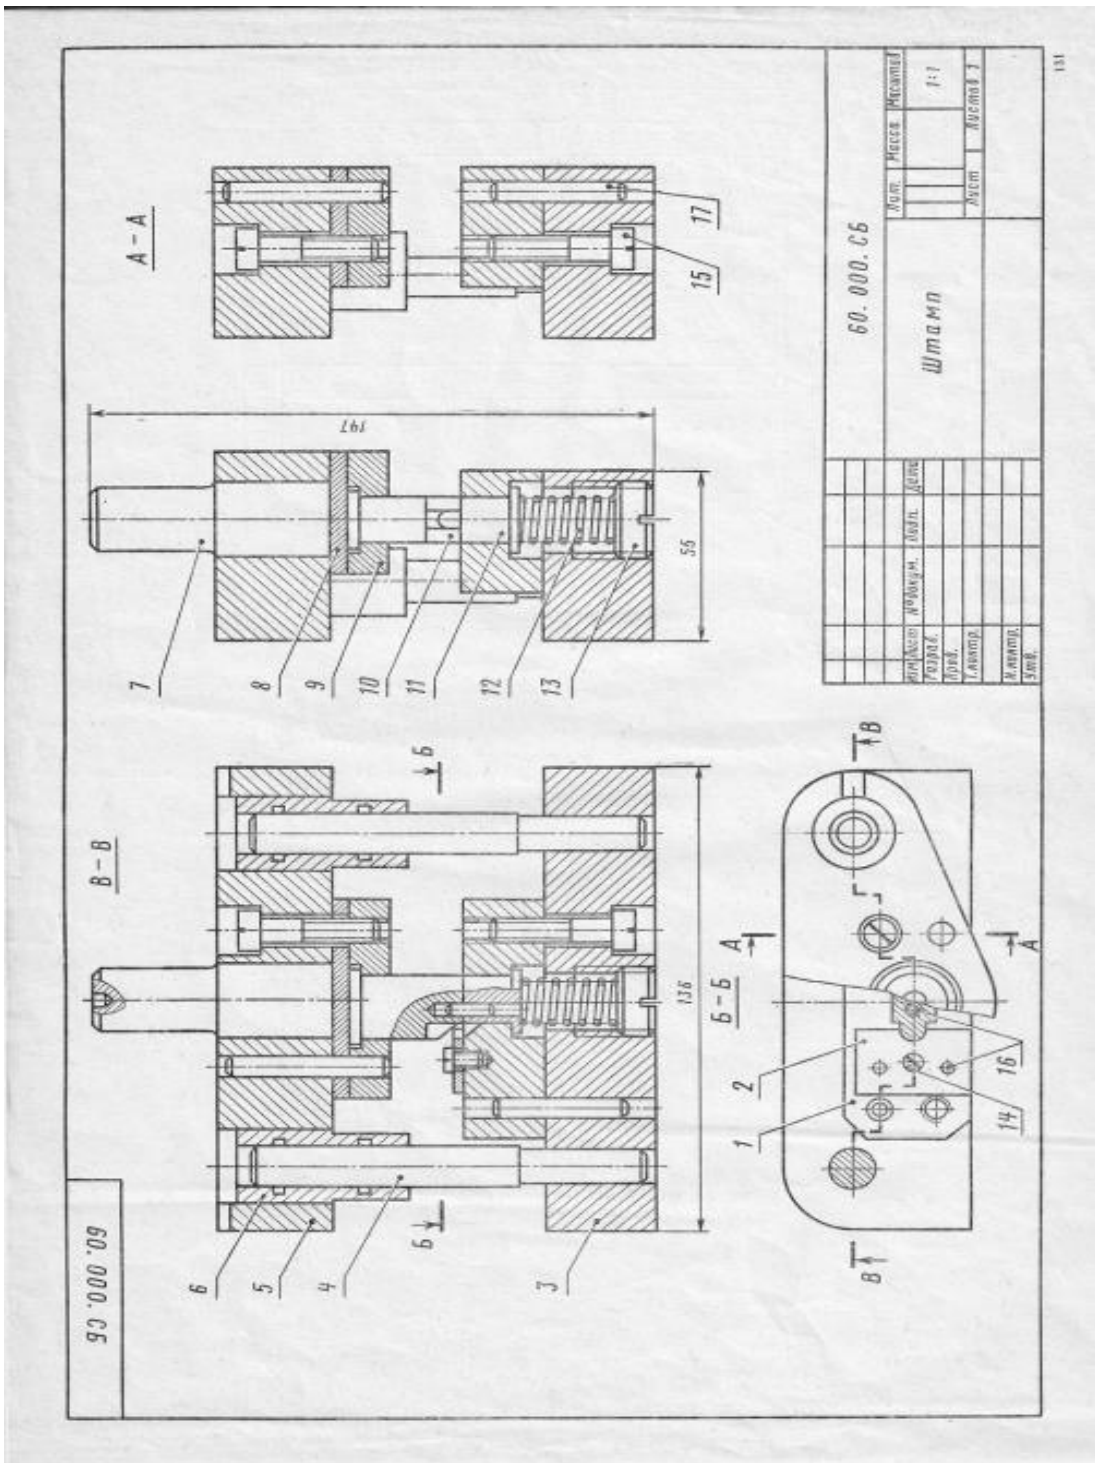 60. 000. СБ
В - В
Б
Б
6
5
4
3
136
А - А
147
7
8
9
10
11
12
13
56
15
17
Б - Б
А
А
В
В
1
2
14
16
60. 000. СБ
Штамп
Лит.
Масса
Масштаб
1:1
Лист
Листов 1
Изм
Лист
№ докум.
Подп.
Дата
Разраб.
Пров.
Т.контр.
Н.контр.
Утв.
131